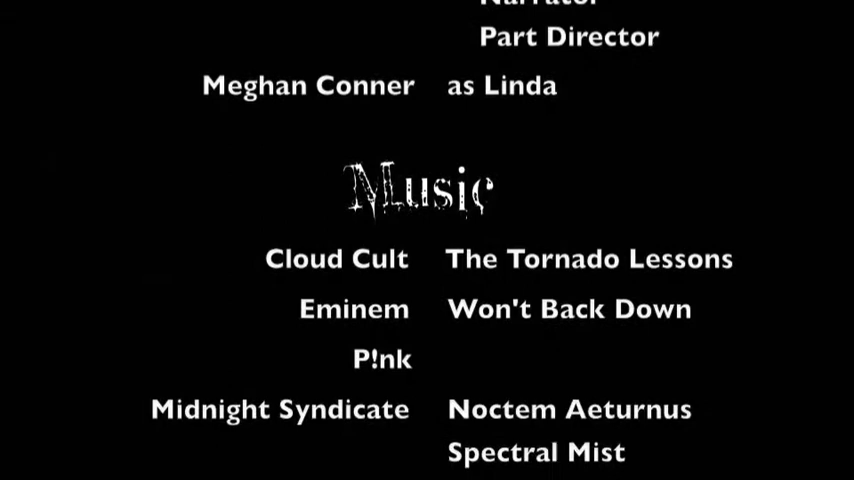 Narrator
Part Director
Meghan Conner as Linda
Music
Cloud Cult The Tornado Lessons
Eminem Won't Back Down
P!nk
Midnight Syndicate Noctem Aeturnus
Spectral Mist